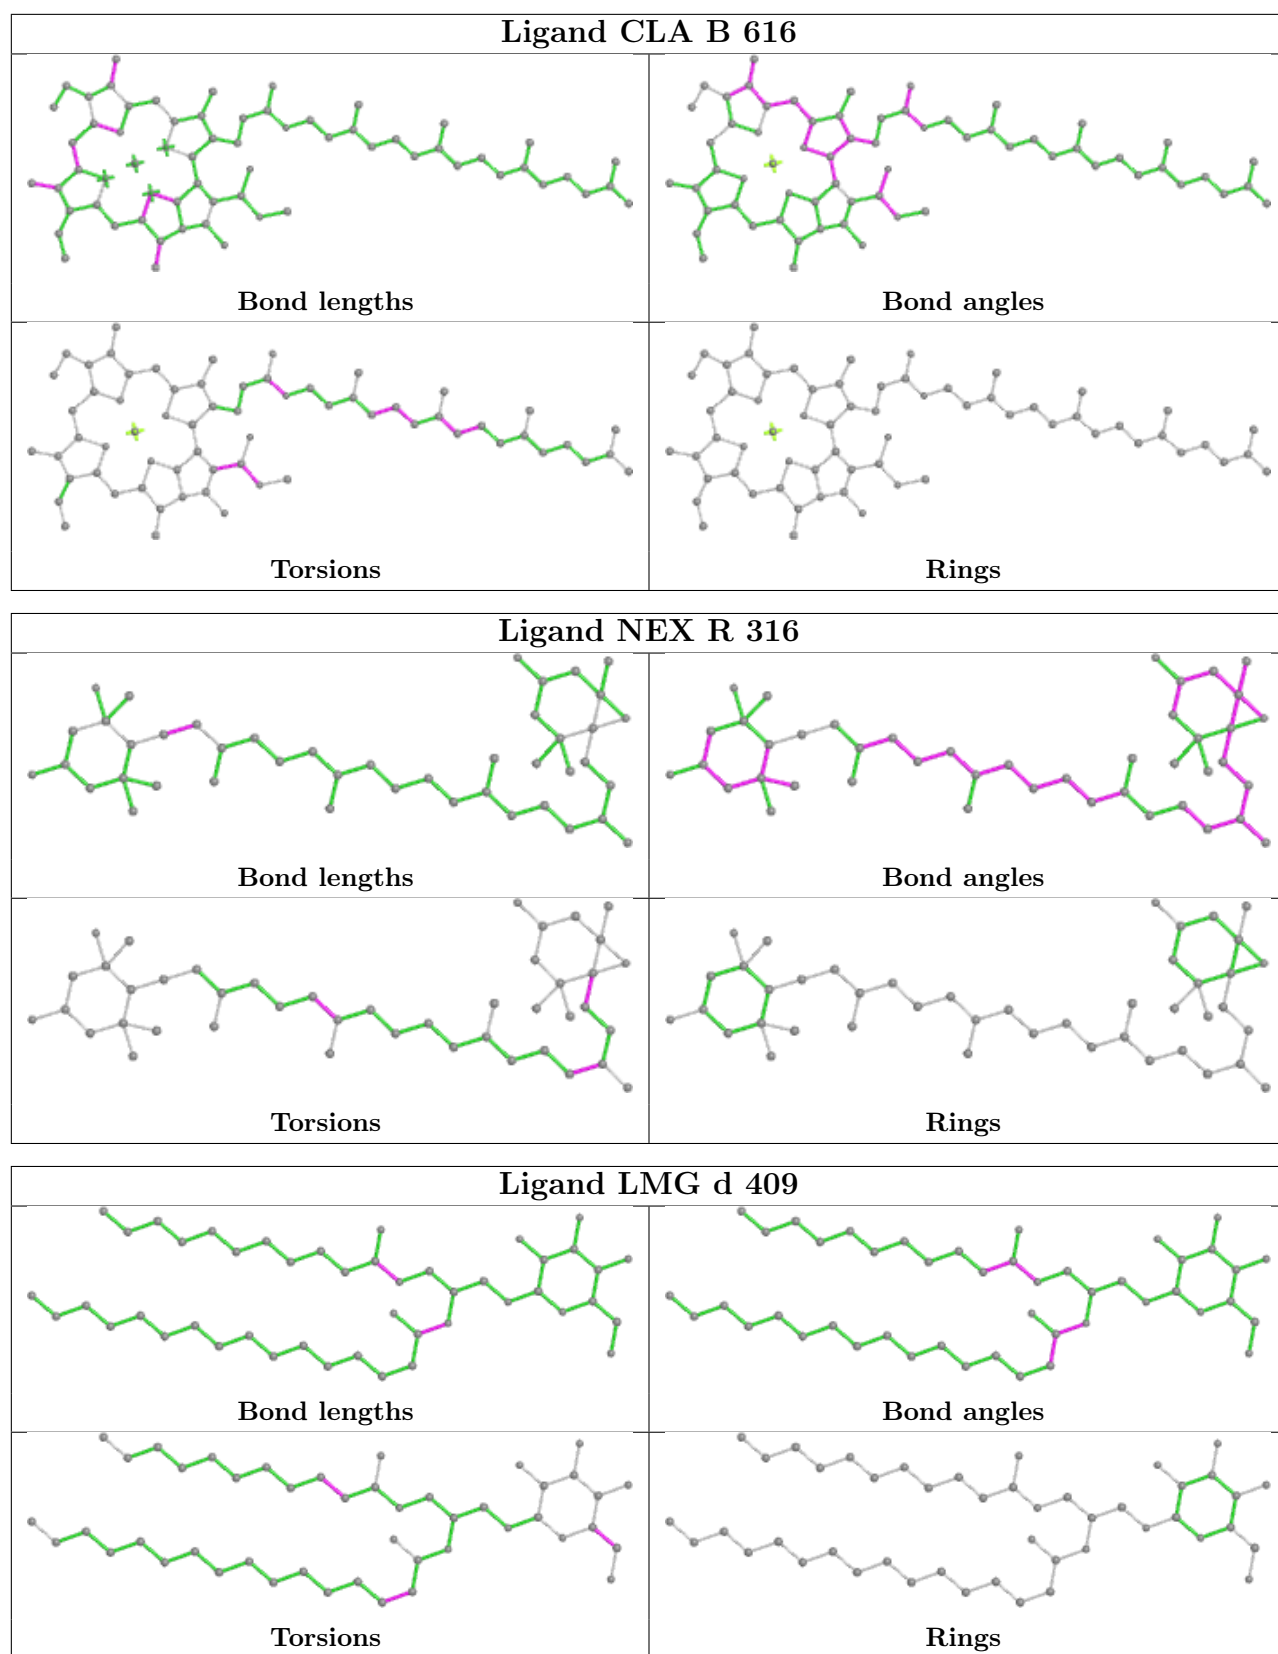 Ligand CLA B 616
Bond lengths
Bond angles
Torsions
Rings
Ligand NEX R 316
Bond lengths
Bond angles
Torsions
Rings
Ligand LMG d 409
Bond lengths
Bond angles
Torsions
Rings